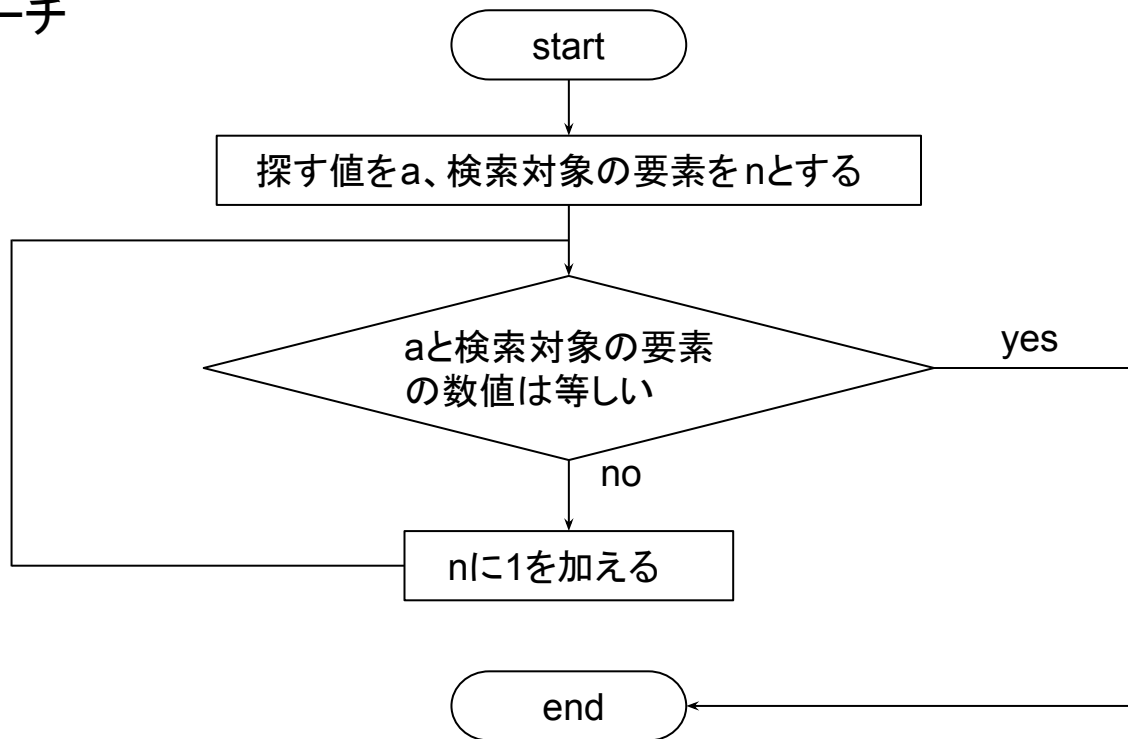 ーチ
start
探す値をa、検索対象の要素をnとする
aと検索対象の要素
の数値は等しい
yes
no
nに1を加える
end